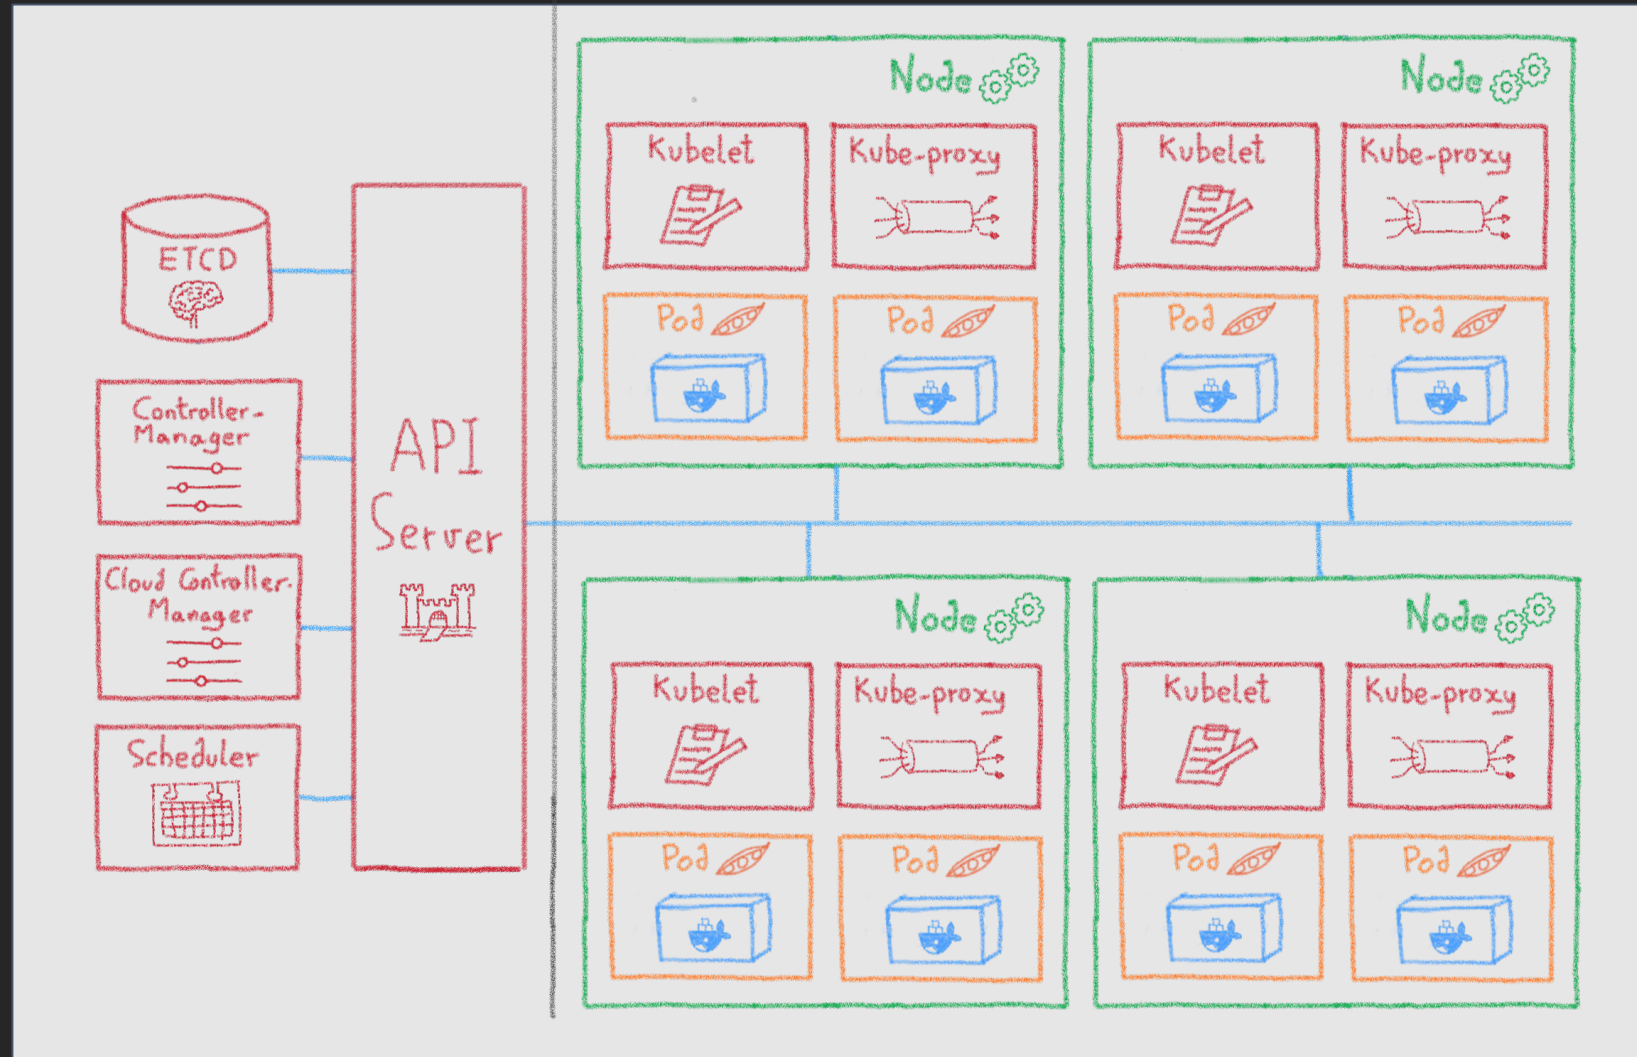 ETCD
Controller-
Manager
Cloud Controller-
Manager
Scheduler
API
Server
Node
Kubelet
Kube-proxy
Pod
Pod
Node
Kubelet
Kube-proxy
Pod
Pod
Node
Kubelet
Kube-proxy
Pod
Pod
Node
Kubelet
Kube-proxy
Pod
Pod